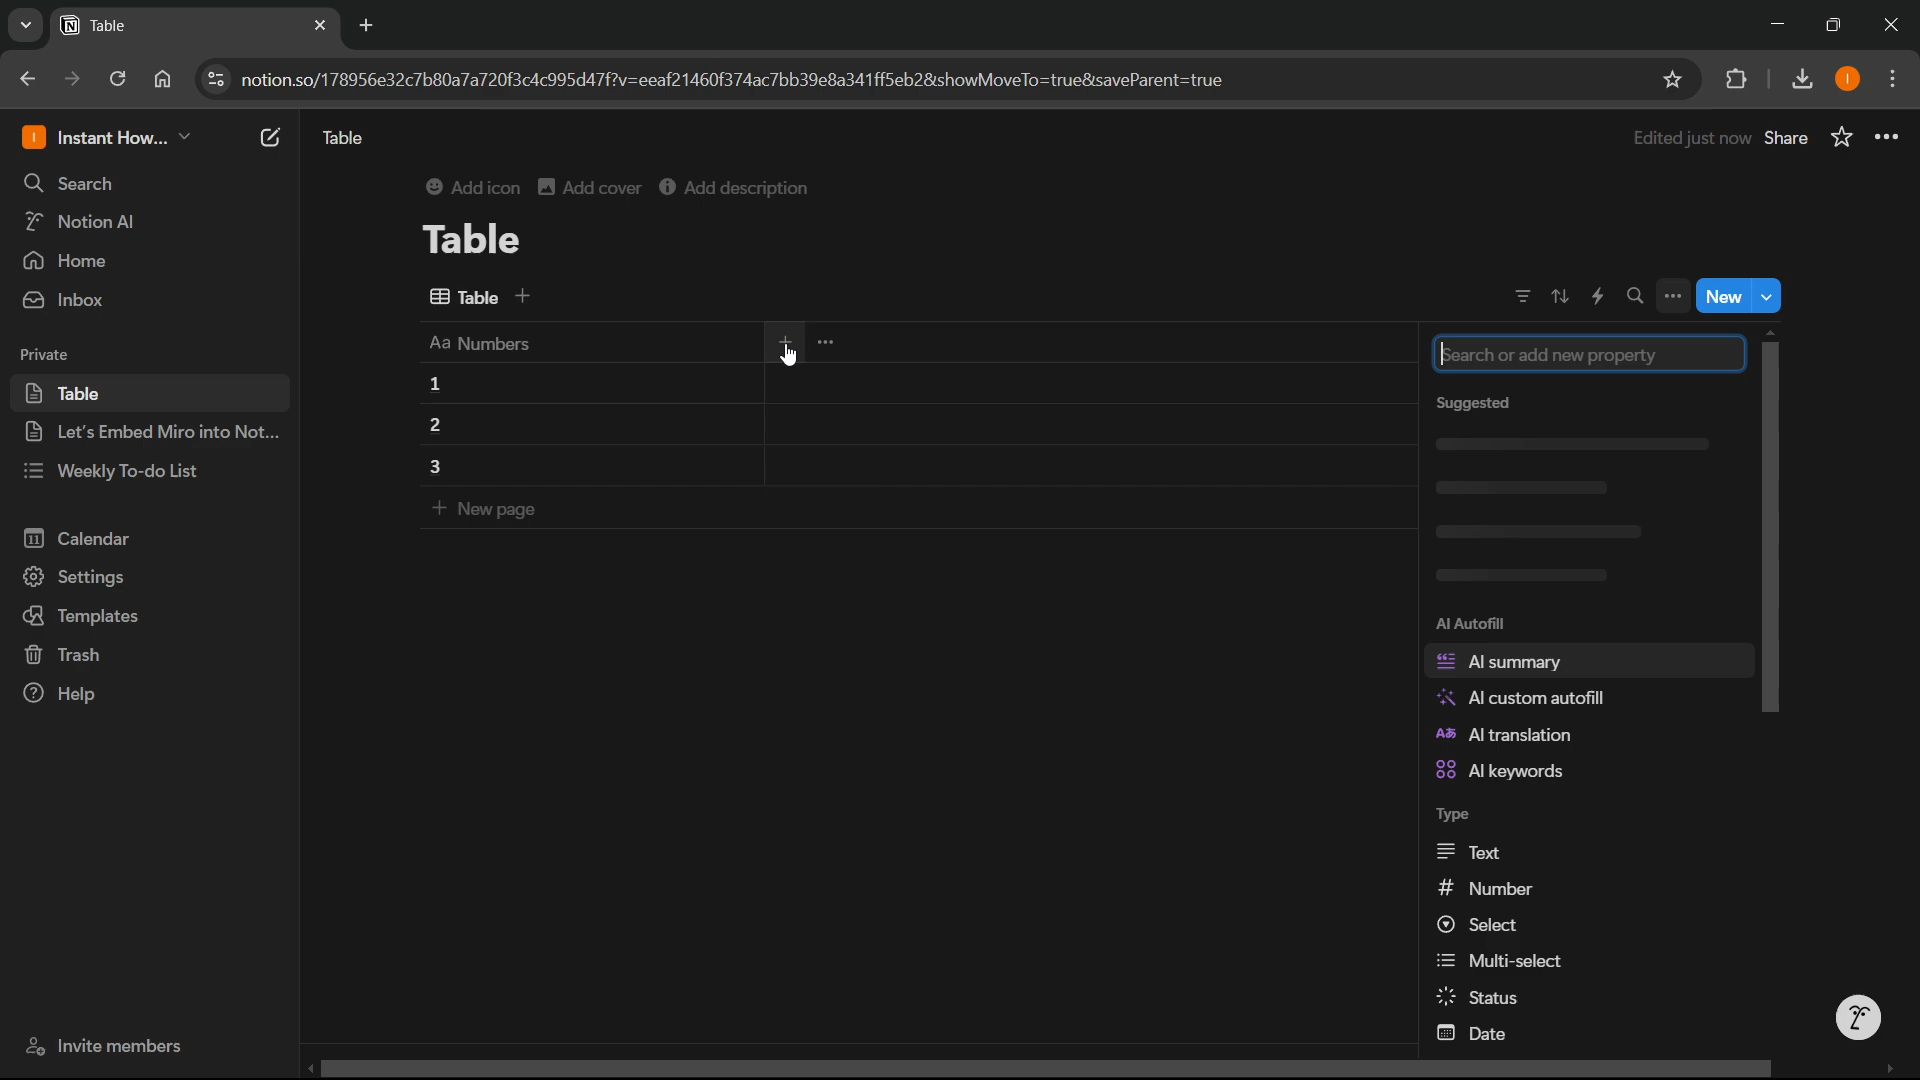 Table
notion.so/178956e32c7b80a7a720f3c4c995d47f?v=eeaf21460f374ac7bb39e8a341ff5eb2&showMoveTo=true&saveParent=true
I
I Instant How...
Table
Edited just now Share
Search
Notion AI
Home
Inbox
Private
Table
Let's Embed Miro into Not...
Weekly To-do List
11 Calendar
Settings
Templates
Trash
Help
Invite members
Add icon Add cover Add description
Table
Table
New
Aa Numbers
1
2
3
New page
Search or add new property
Suggested
AI Autofill
AI summary
AI custom autofill
Aあ AI translation
AI keywords
Type
Text
Number
Select
Multi-select
Status
Date